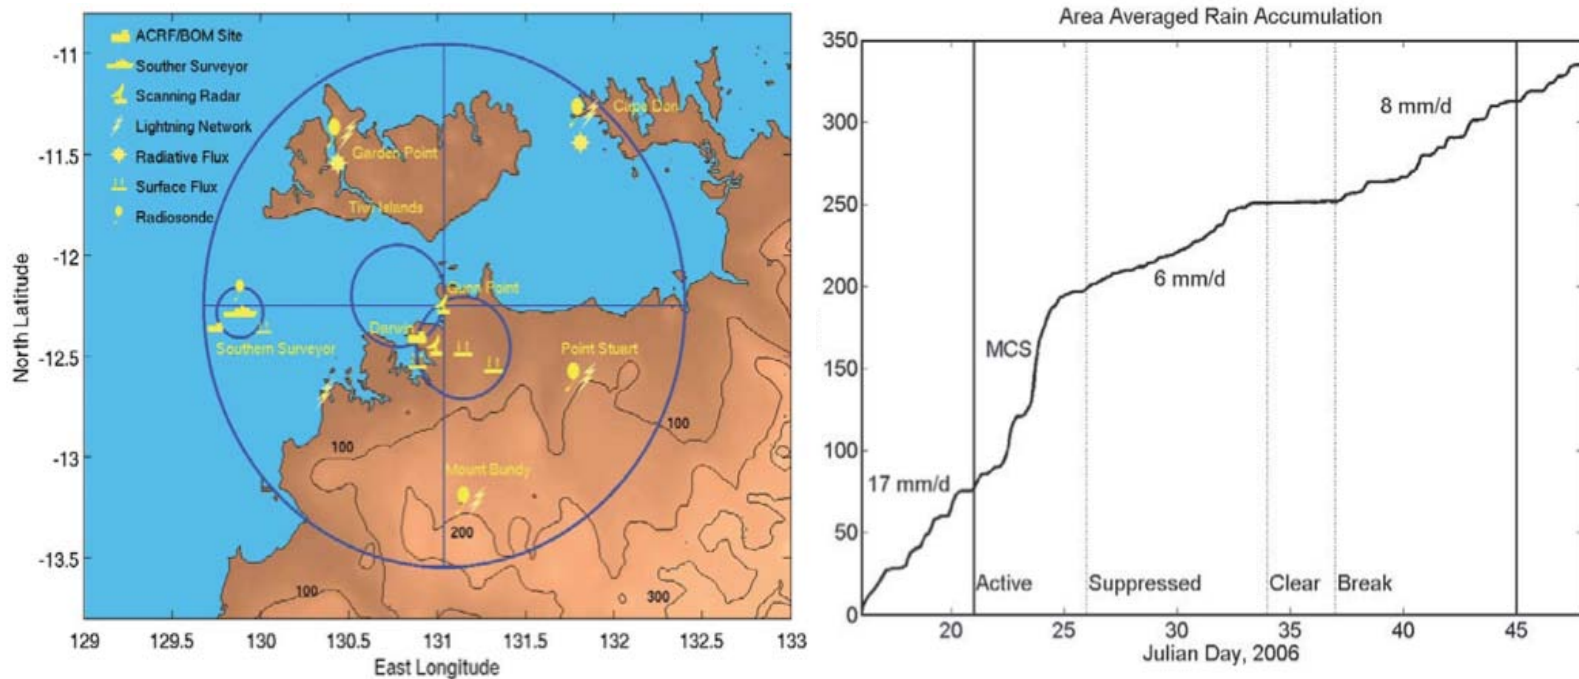 ACRF/BOM Site
Souther Surveyor
Scanning Radar
Lightning Network
Radiative Flux
Surface Flux
Radiosonde
Garden Point
Tiwi Islands
Cape Don
Gunn Point
Darwin
Southern Surveyor
Point Stuart
Mount Bundy
100
100
200
100
300
-11
-11.5
-12
-12.5
-13
-13.5
North Latitude
129
129.5
130
130.5
131
131.5
132
132.5
133
East Longitude
Area Averaged Rain Accumulation
350
300
250
200
150
100
50
0
17 mm/d
MCS
6 mm/d
8 mm/d
Active
Suppressed
Clear
Break
20
25
30
35
40
45
Julian Day, 2006